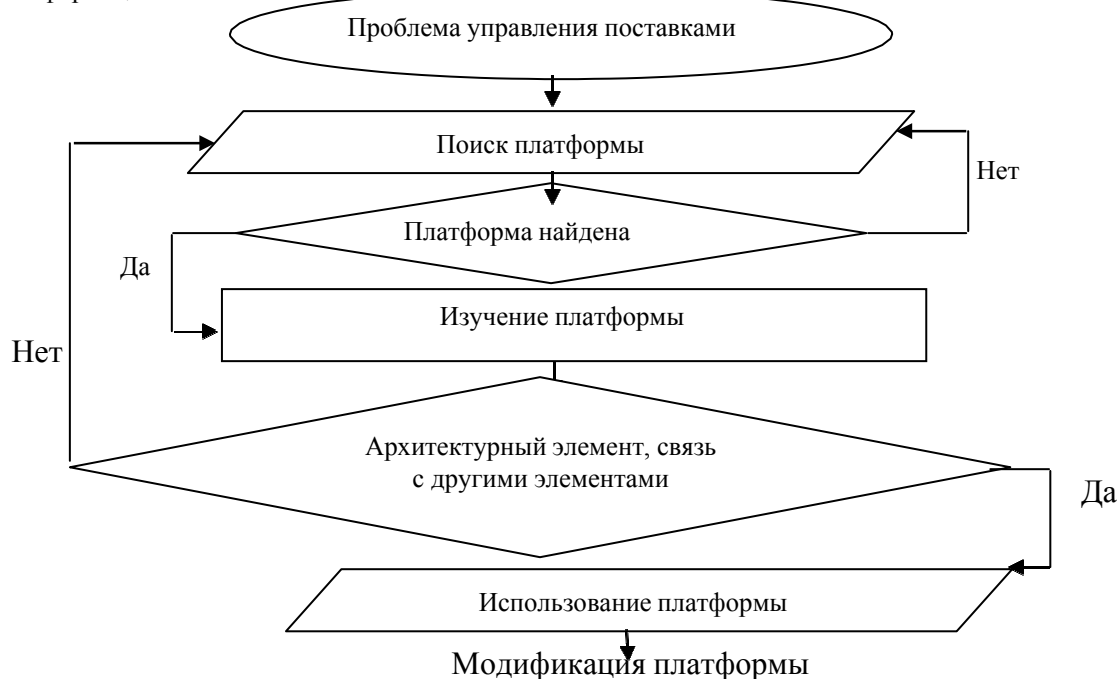 Проблема управления поставками
Поиск платформы
Нет
Платформа найдена
Да
Изучение платформы
Нет
Архитектурный элемент, связь
с другими элементами
Да
Использование платформы
Модификация платформы